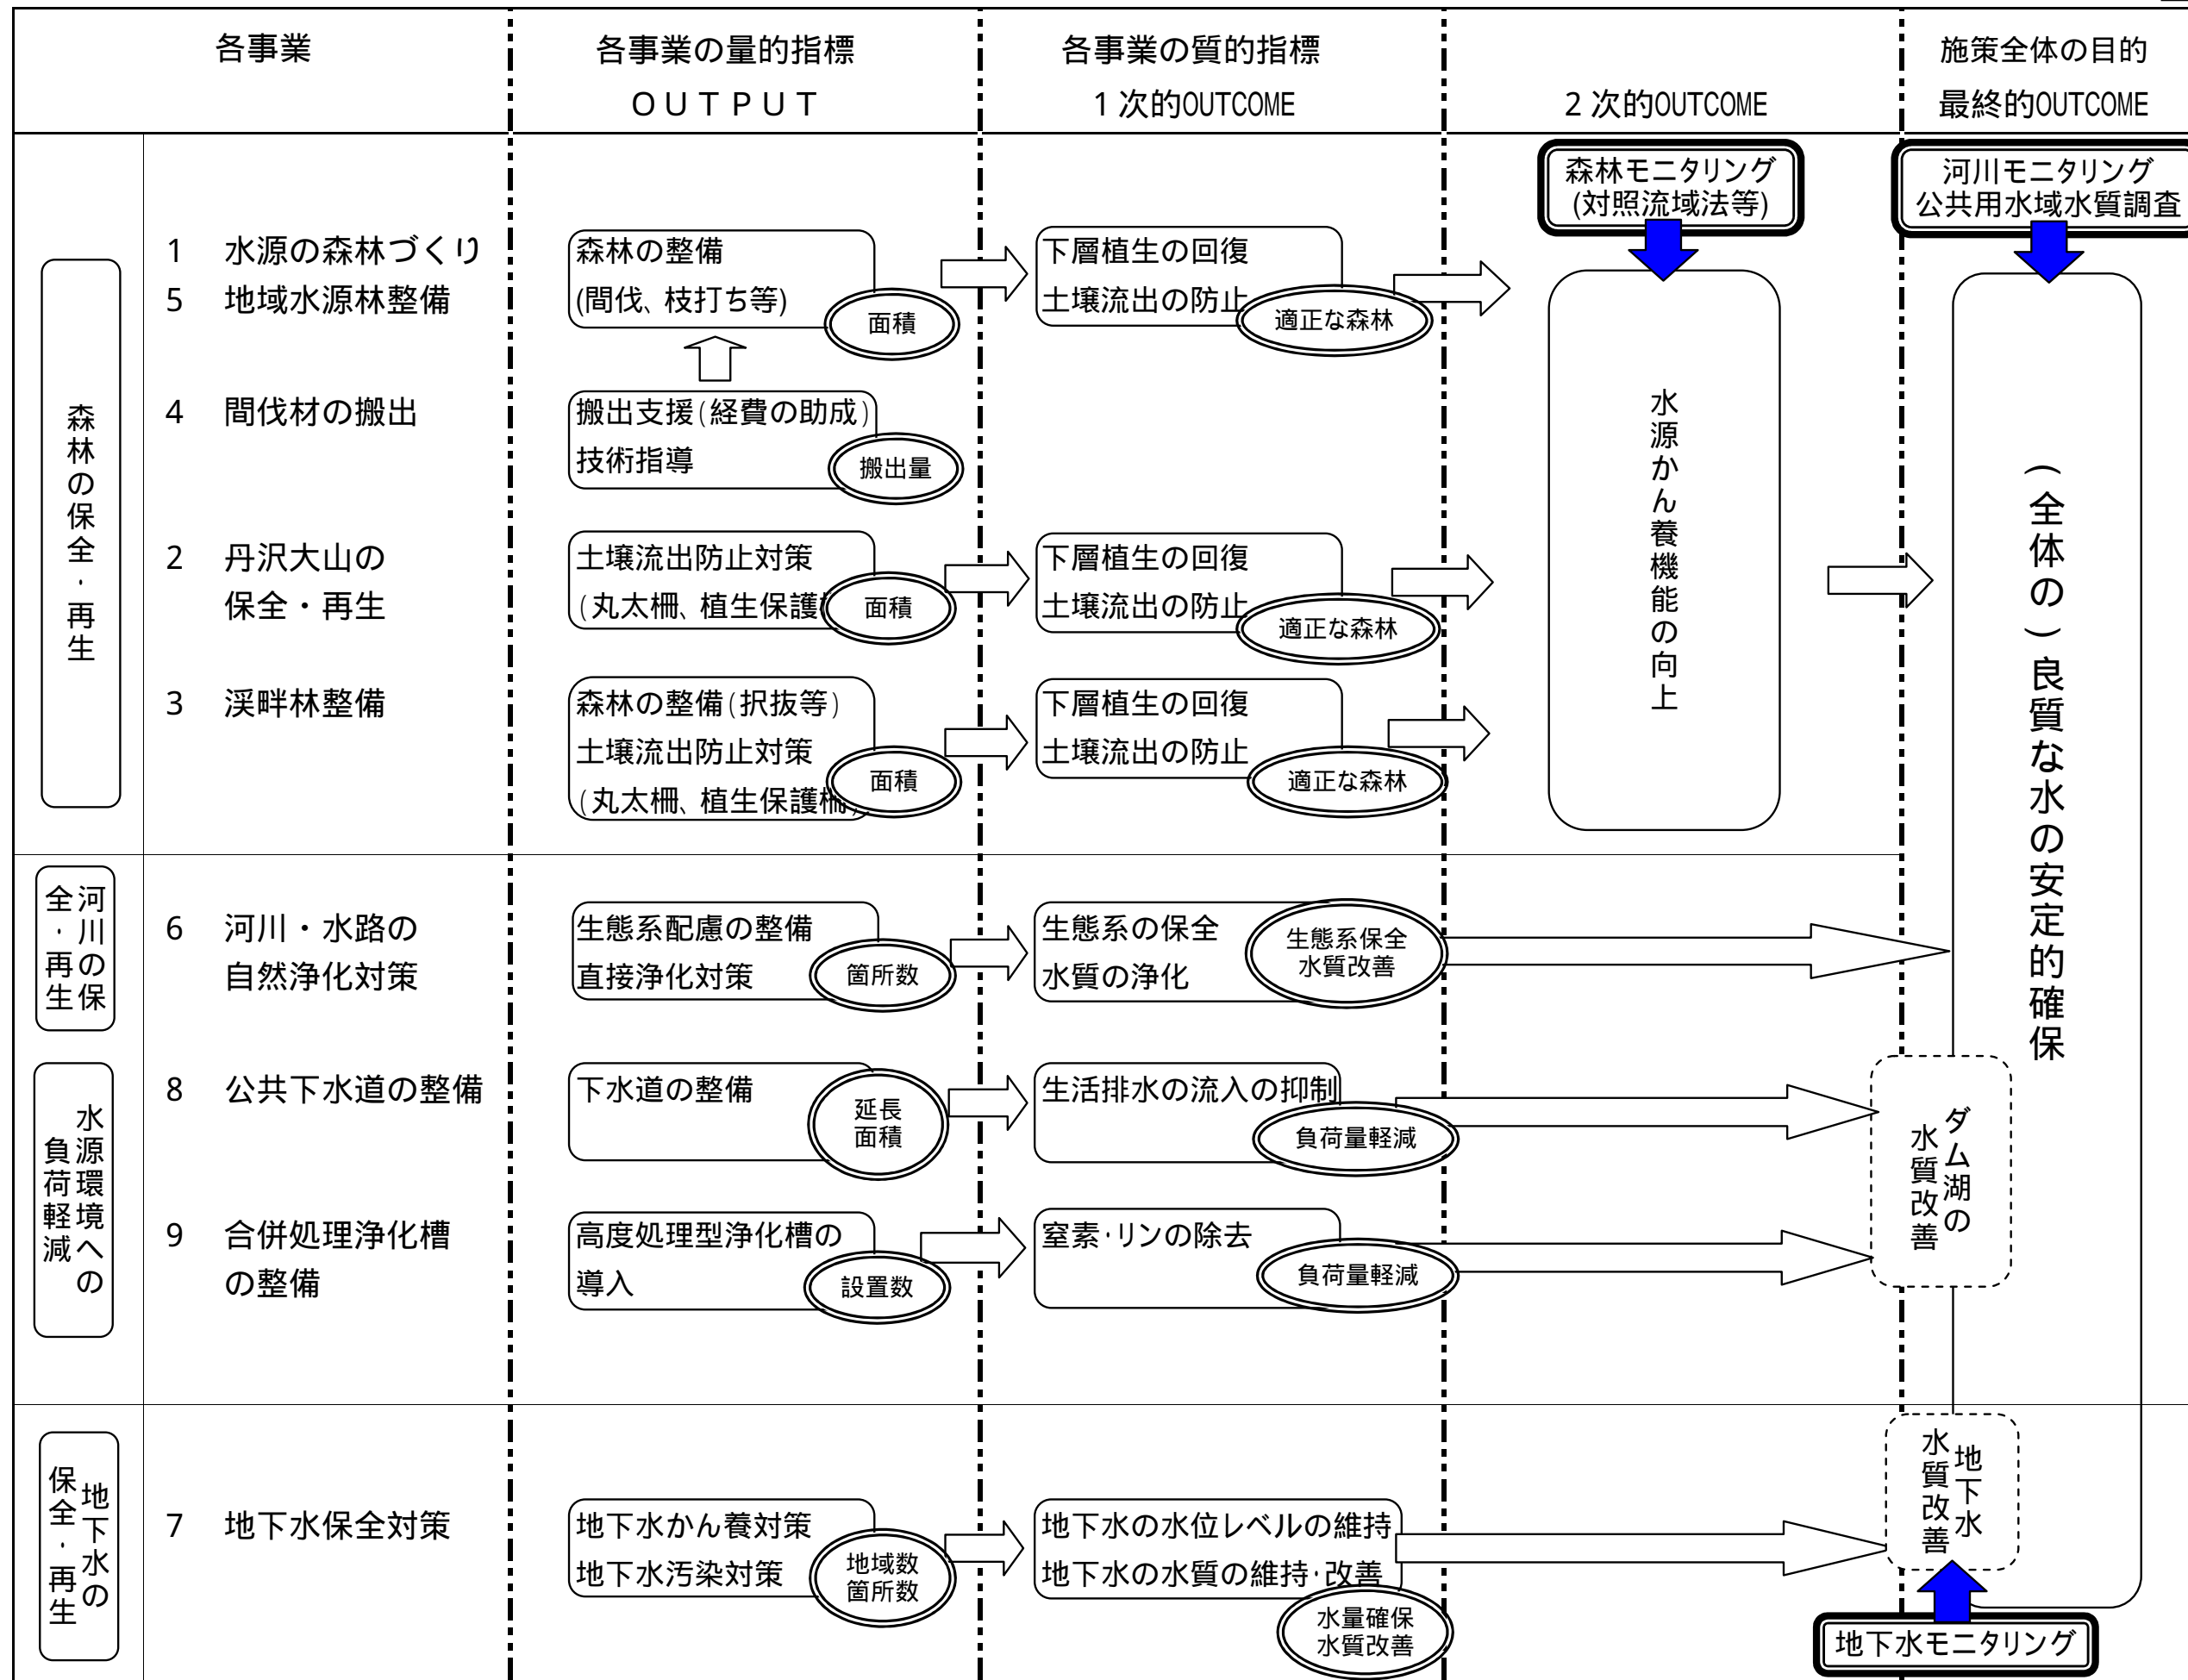 各事業
各事業の量的指標
ＯＵＴＰＵＴ
各事業の質的指標
１次的OUTCOME
２次的OUTCOME
施策全体の目的
最終的OUTCOME
森林モニタリング
(対照流域法等)
河川モニタリング
公共用水域水質調査
森林の保全・再生
1 水源の森林づくり
5 地域水源林整備
森林の整備
(間伐、枝打ち等)
面積
下層植生の回復
土壌流出の防止
適正な森林
4 間伐材の搬出
搬出支援(経費の助成)
技術指導
搬出量
2 丹沢大山の
保全・再生
土壌流出防止対策
(丸太柵、植生保護
面積
下層植生の回復
土壌流出の防止
適正な森林
3 渓畔林整備
森林の整備(択抜等)
土壌流出防止対策
(丸太柵、植生保護柵)
面積
下層植生の回復
土壌流出の防止
適正な森林
水源かん養機能の向上
(全体の)良質な水の安定的確保
河川の保
全・再生
6 河川・水路の
自然浄化対策
生態系配慮の整備
直接浄化対策
箇所数
生態系の保全
水質の浄化
生態系保全
水質改善
水源環境への
負荷軽減
8 公共下水道の整備
下水道の整備
延長
面積
生活排水の流入の抑制
負荷量軽減
9 合併処理浄化槽
の整備
高度処理型浄化槽の
導入
設置数
窒素・リンの除去
負荷量軽減
ダム湖の
水質改善
地下水の
保全・再生
7 地下水保全対策
地下水かん養対策
地下水汚染対策
地域数
箇所数
地下水の水位レベルの維持
地下水の水質の維持・改善
水量確保
水質改善
地下水
水質改善
地下水モニタリング